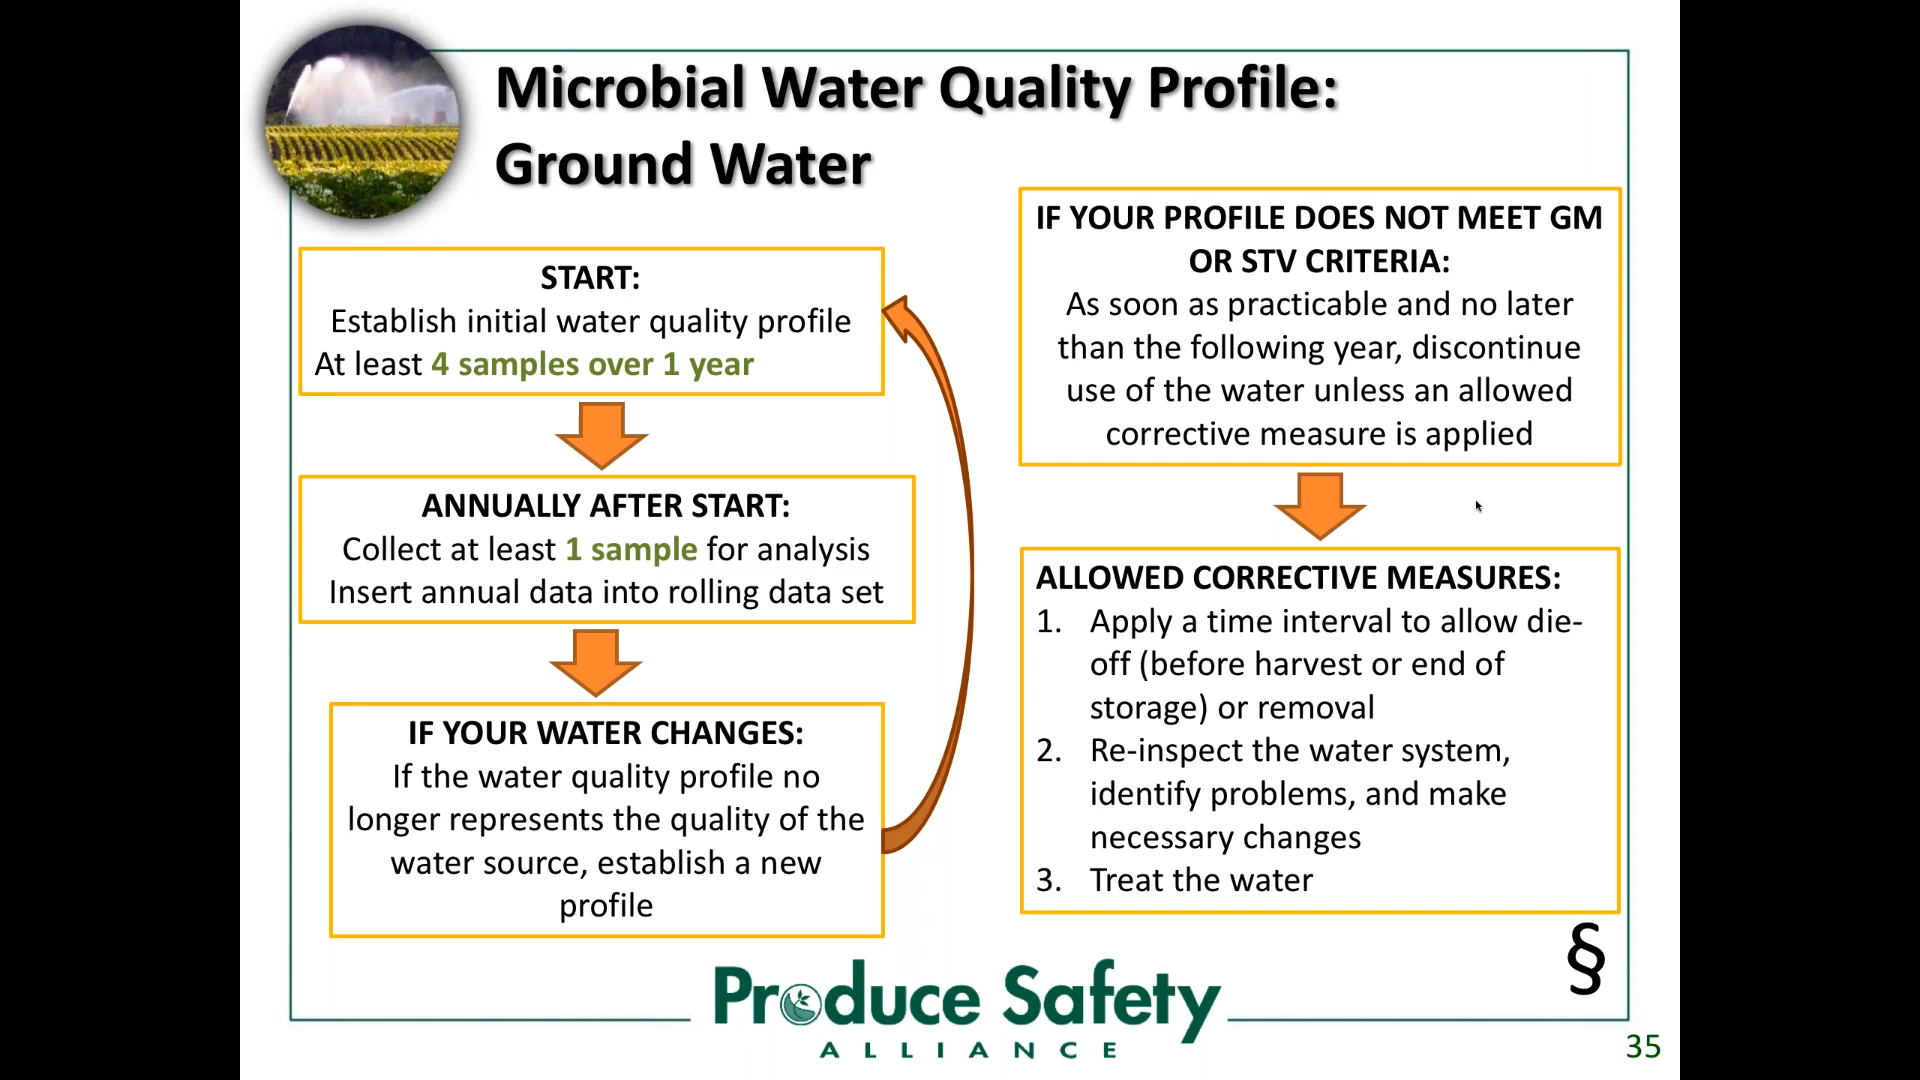 Microbial Water Quality Profile:
Ground Water
START:
Establish initial water quality profile
At least 4 samples over 1 year
ANNUALLY AFTER START:
Collect at least 1 sample for analysis
Insert annual data into rolling data set
IF YOUR WATER CHANGES:
If the water quality profile no
longer represents the quality of the
water source, establish a new
profile
IF YOUR PROFILE DOES NOT MEET GM
OR STV CRITERIA:
As soon as practicable and no later
than the following year, discontinue
use of the water unless an allowed
corrective measure is applied
ALLOWED CORRECTIVE MEASURES:
1. Apply a time interval to allow die-
off (before harvest or end of
storage) or removal
2. Re-inspect the water system,
identify problems, and make
necessary changes
3. Treat the water
§
Produce Safety
ALLIANCE
35